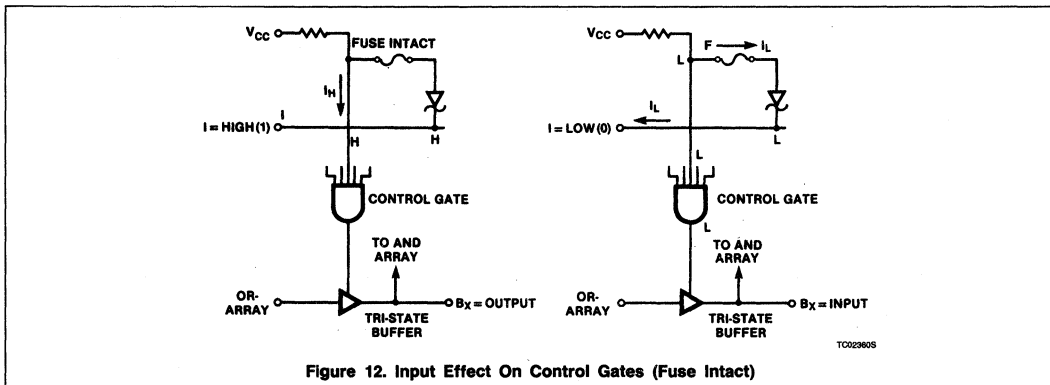 VCC
FUSE INTACT
IH
I = HIGH(1)
I
H
H
CONTROL GATE
TO AND
ARRAY
OR-
ARRAY
BX = OUTPUT
TRI-STATE
BUFFER
VCC
F
IL
L
IL
I = LOW(0)
L
L
CONTROL GATE
L
TO AND
ARRAY
OR-
ARRAY
BX = INPUT
TRI-STATE
BUFFER
TC02360S
Figure 12. Input Effect On Control Gates (Fuse Intact)